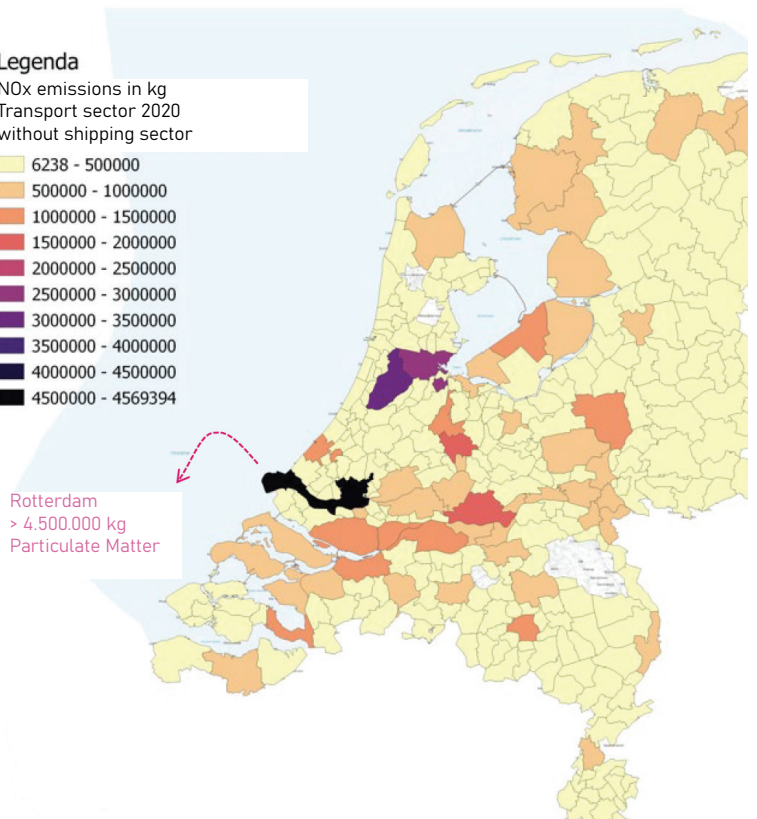 Legenda
NOx emissions in kg
Transport sector 2020
without shipping sector
6238 - 500000
500000 - 1000000
1000000 - 1500000
1500000 - 2000000
2000000 - 2500000
2500000 - 3000000
3000000 - 3500000
3500000 - 4000000
4000000 - 4500000
4500000 - 4569394
Rotterdam
> 4.500.000 kg
Particulate Matter